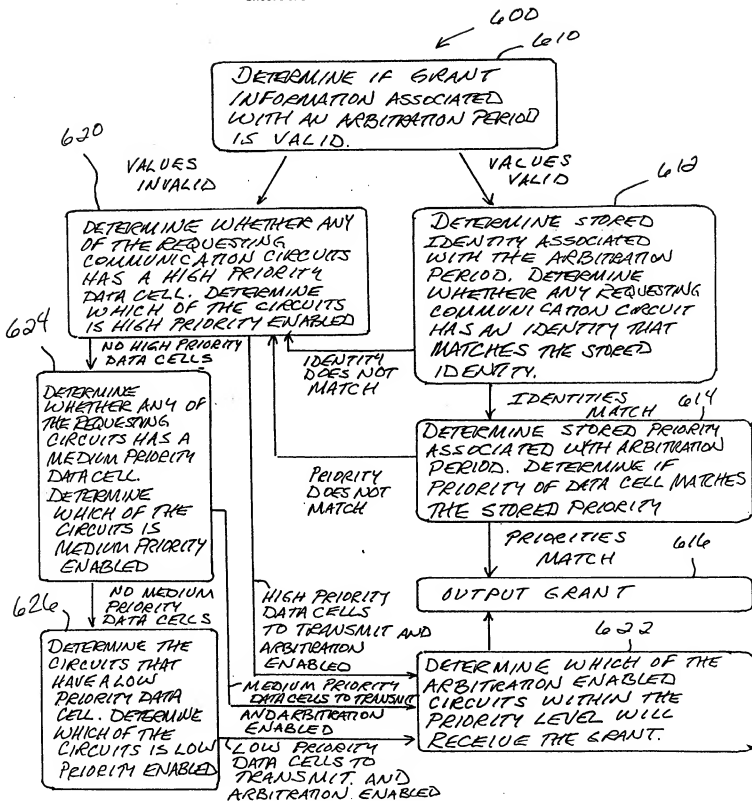 600
610
DETERMINE IF GRANT
INFORMATION ASSOCIATED
WITH AN ARBITRATION PERIOD
IS VALID.
620
VALUES
INVALID
VALUES
VALID
612
DETERMINE WHETHER ANY
OF THE REQUESTING
COMMUNICATION CIRCUITS
HAS A HIGH PRIORITY
DATA CELL. DETERMINE
WHICH OF THE CIRCUITS
IS HIGH PRIORITY ENABLED
DETERMINE STORED
IDENTITY ASSOCIATED
WITH THE ARBITRATION
PERIOD. DETERMINE
WHETHER ANY REQUESTING
COMMUNICATION CIRCUIT
HAS AN IDENTITY THAT
MATCHES THE STORED
IDENTITY.
624
NO HIGH PRIORITY
DATA CELLS
IDENTITY
DOES NOT
MATCH
IDENTITIES
MATCH
614
DETERMINE
WHETHER ANY OF
THE REQUESTING
CIRCUITS HAS A
MEDIUM PRIORITY
DATA CELL.
DETERMINE
WHICH OF THE
CIRCUITS IS
MEDIUM PRIORITY
ENABLED
DETERMINE STORED PRIORITY
ASSOCIATED WITH ARBITRATION
PERIOD. DETERMINE IF
PRIORITY OF DATA CELL MATCHES
THE STORED PRIORITY
PRIORITY
DOES NOT
MATCH
PRIORITIES
MATCH
616
OUTPUT GRANT
626
NO MEDIUM
PRIORITY
DATA CELLS
HIGH PRIORITY
DATA CELLS
TO TRANSMIT AND
ARBITRATION
ENABLED
622
DETERMINE THE
CIRCUITS THAT
HAVE A LOW
PRIORITY DATA
CELL. DETERMINE
WHICH OF THE
CIRCUITS IS LOW
PRIORITY ENABLED
MEDIUM PRIORITY
DATA CELLS TO TRANSMIT
AND ARBITRATION
ENABLED
DETERMINE WHICH OF THE
ARBITRATION ENABLED
CIRCUITS WITHIN THE
PRIORITY LEVEL WILL
RECEIVE THE GRANT.
LOW PRIORITY
DATA CELLS TO
TRANSMIT. AND
ARBITRATION ENABLED